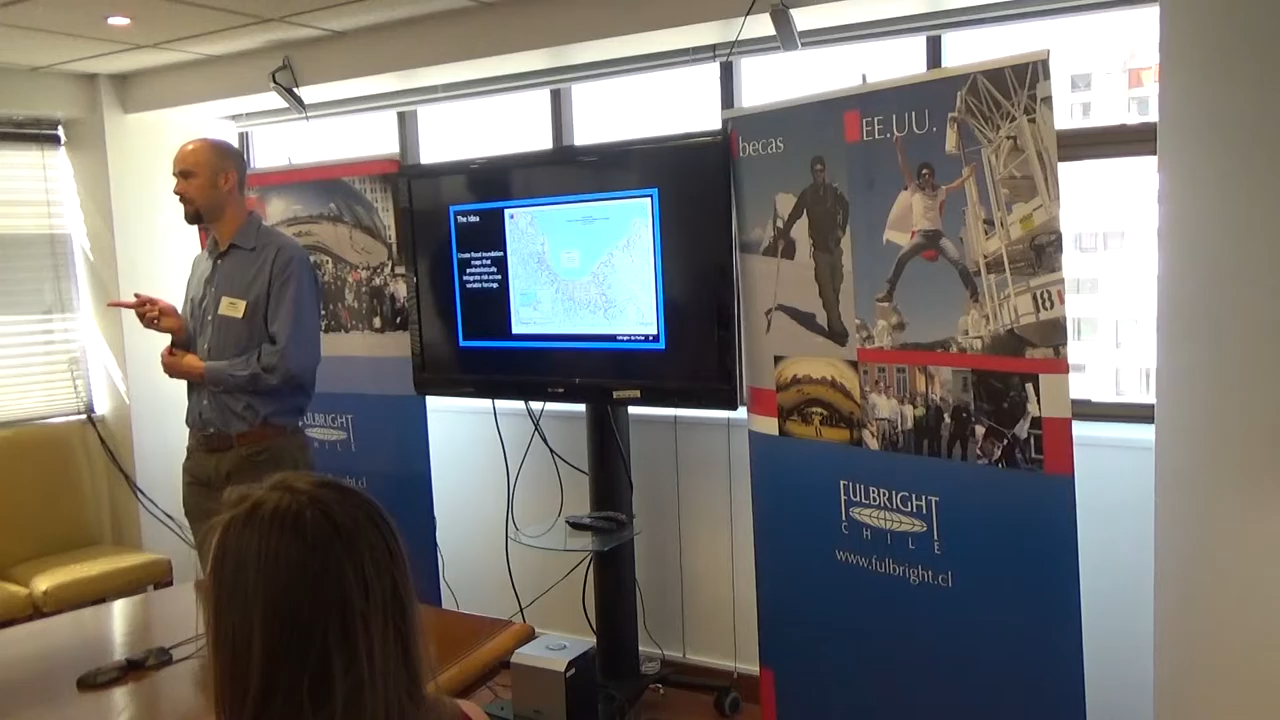 The Idea
Create flood inundation
maps that
probabilistically
integrate risk across
variable forcings.
becas
EE.UU.
18
FULBRIGHT
CHILE
FULBRIGHT
CHILE
www.fulbright.cl